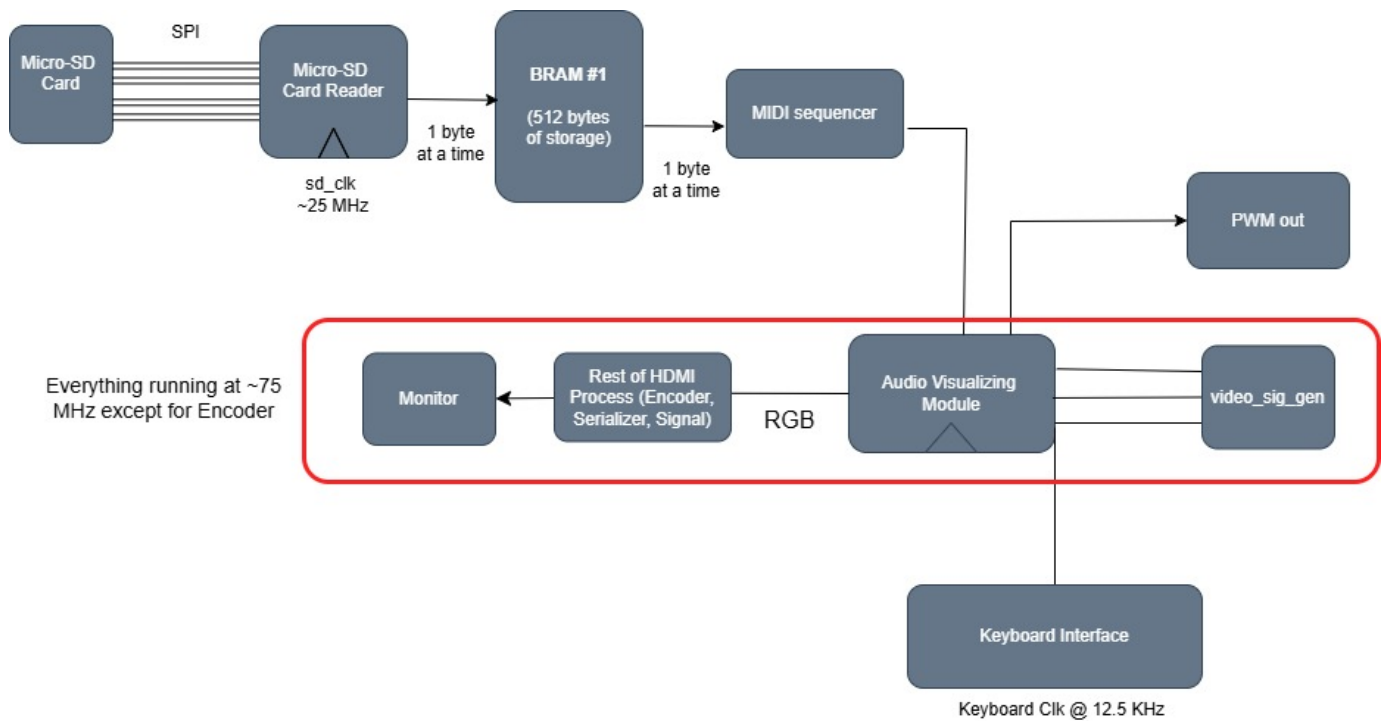 SPI
Micro-SD
Card
Micro-SD
Card Reader
sd_clk
~25 MHz
1 byte
at a time
BRAM #1
(512 bytes
of storage)
1 byte
at a time
MIDI sequencer
PWM out
Everything running at ~75
MHz except for Encoder
Monitor
Rest of HDMI
Process (Encoder,
Serializer, Signal)
RGB
Audio Visualizing
Module
video_sig_gen
Keyboard Interface
Keyboard Clk @ 12.5 KHz